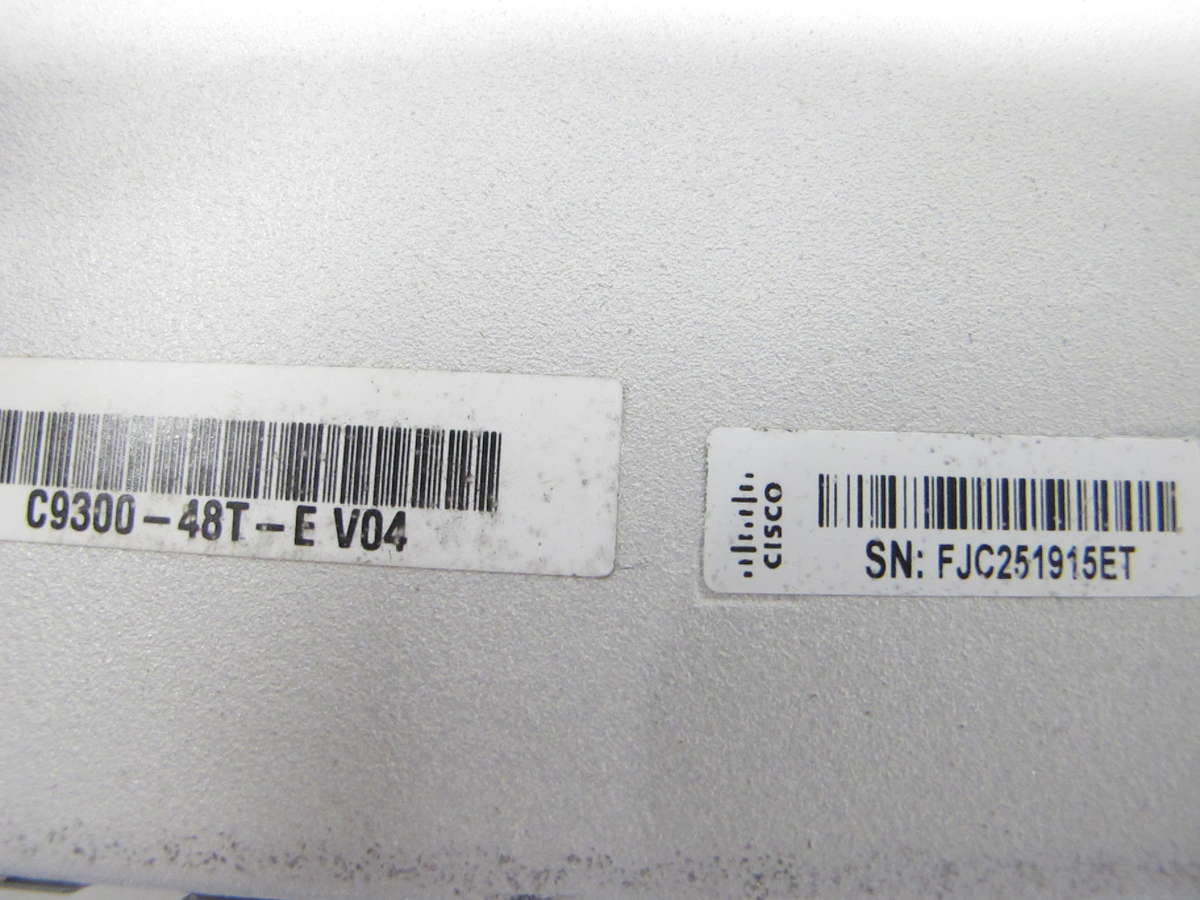 C9300-48T-E V04
CISCO
SN: FJC251915ET